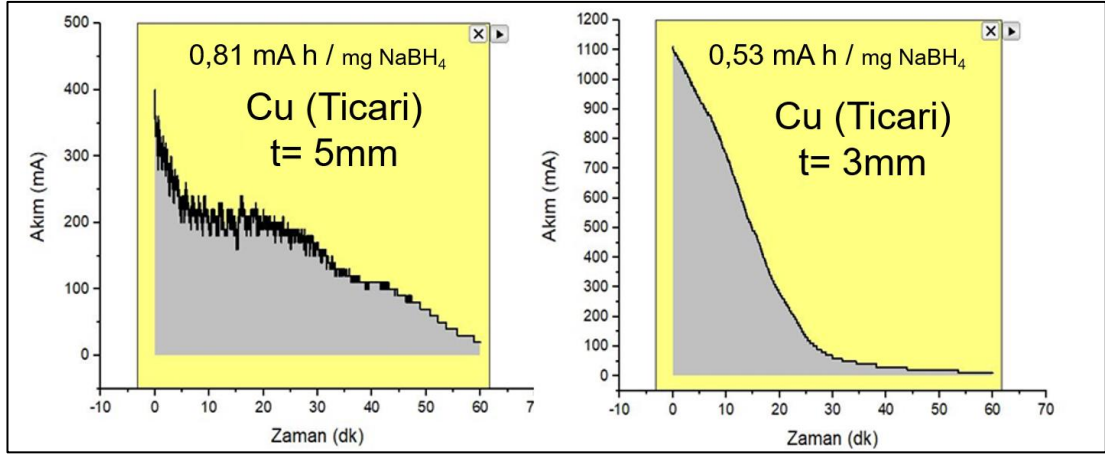 0,81 mA h / mg NaBH₄
Cu (Ticari)
t= 5mm
Akım (mA)
500
400
300
200
100
0
-10 0 10 20 30 40 50 60 7
Zaman (dk)
0,53 mA h / mg NaBH₄
Cu (Ticari)
t= 3mm
Akım (mA)
1200
1100
1000
900
800
700
600
500
400
300
200
100
0
-10 0 10 20 30 40 50 60 70
Zaman (dk)